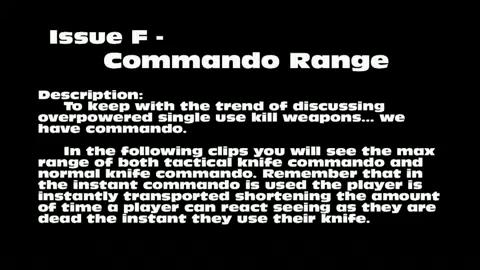 Issue F -
Commando Range
Description:
To keep with the trend of discussing
overpowered single use kill weapons... we
have commando.
In the following clips you will see the max
range of both tactical knife commando and
normal knife commando. Remember that in
the instant commando is used the player is
instantly transported shortening the amount
of time a player can react seeing as they are
dead the instant they use their knife.